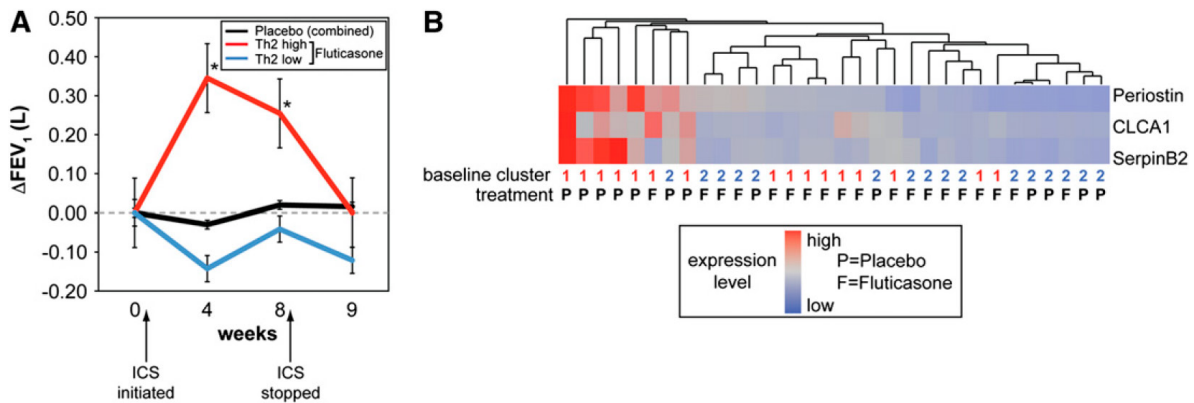 A
0.50
0.40
0.30
0.20
0.10
0.00
-0.10
-0.20
ΔFEV1 (L)
Placebo (combined)
Th2 high
Th2 low
Fluticasone
*
*
0 4 8 9
weeks
ICS
initiated
ICS
stopped
B
Periostin
CLCA1
SerpinB2
baseline cluster 1 1 1 1 1 1 2 1 2 2 2 2 1 1 1 1 1 1 2 1 2 2 2 2 1 1 2 2 2 2 2 2
treatment P P P P P F P P F F F F F F F F F F F F F F F F F F F P P F P P
expression
level
high
low
P=Placebo
F=Fluticasone